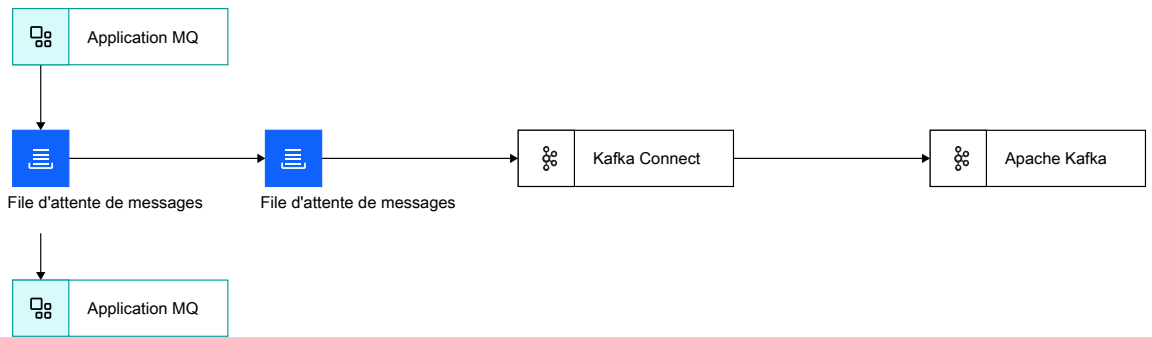 Application MQ
Kafka Connect
Apache Kafka
File d'attente de messages
File d'attente de messages
Application MQ